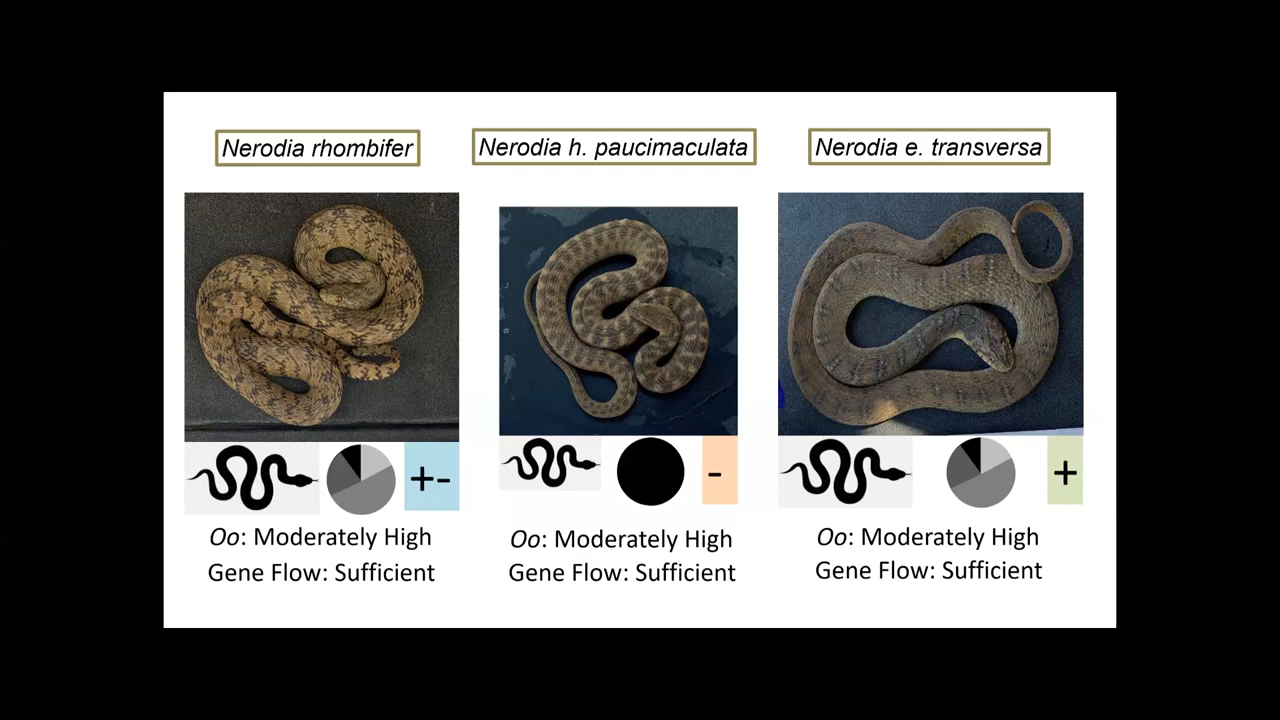 Nerodia rhombifer
Nerodia h. paucimaculata
Nerodia e. transversa
+-
-
+
Oo: Moderately High
Gene Flow: Sufficient
Oo: Moderately High
Gene Flow: Sufficient
Oo: Moderately High
Gene Flow: Sufficient